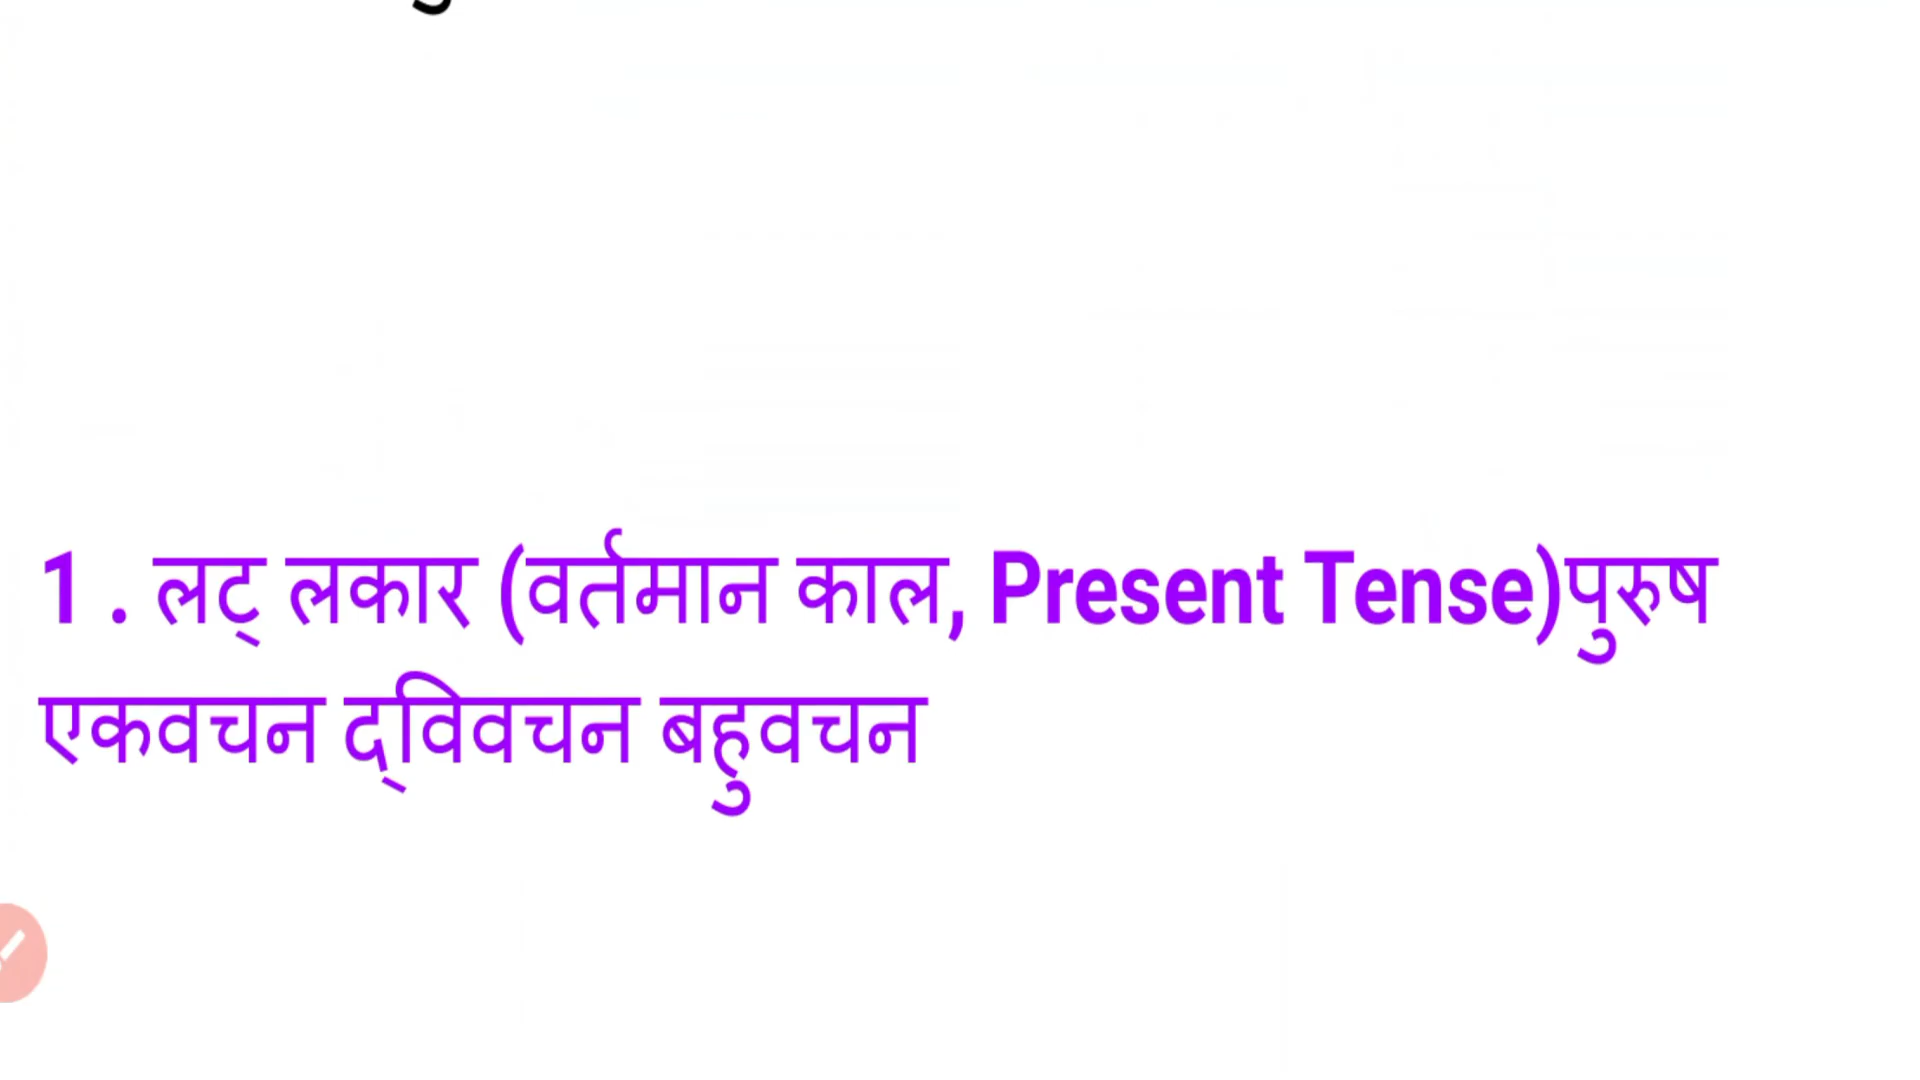 1 . लट् लकार (वर्तमान काल, Present Tense)पुरुष
एकवचन द्विवचन बहुवचन